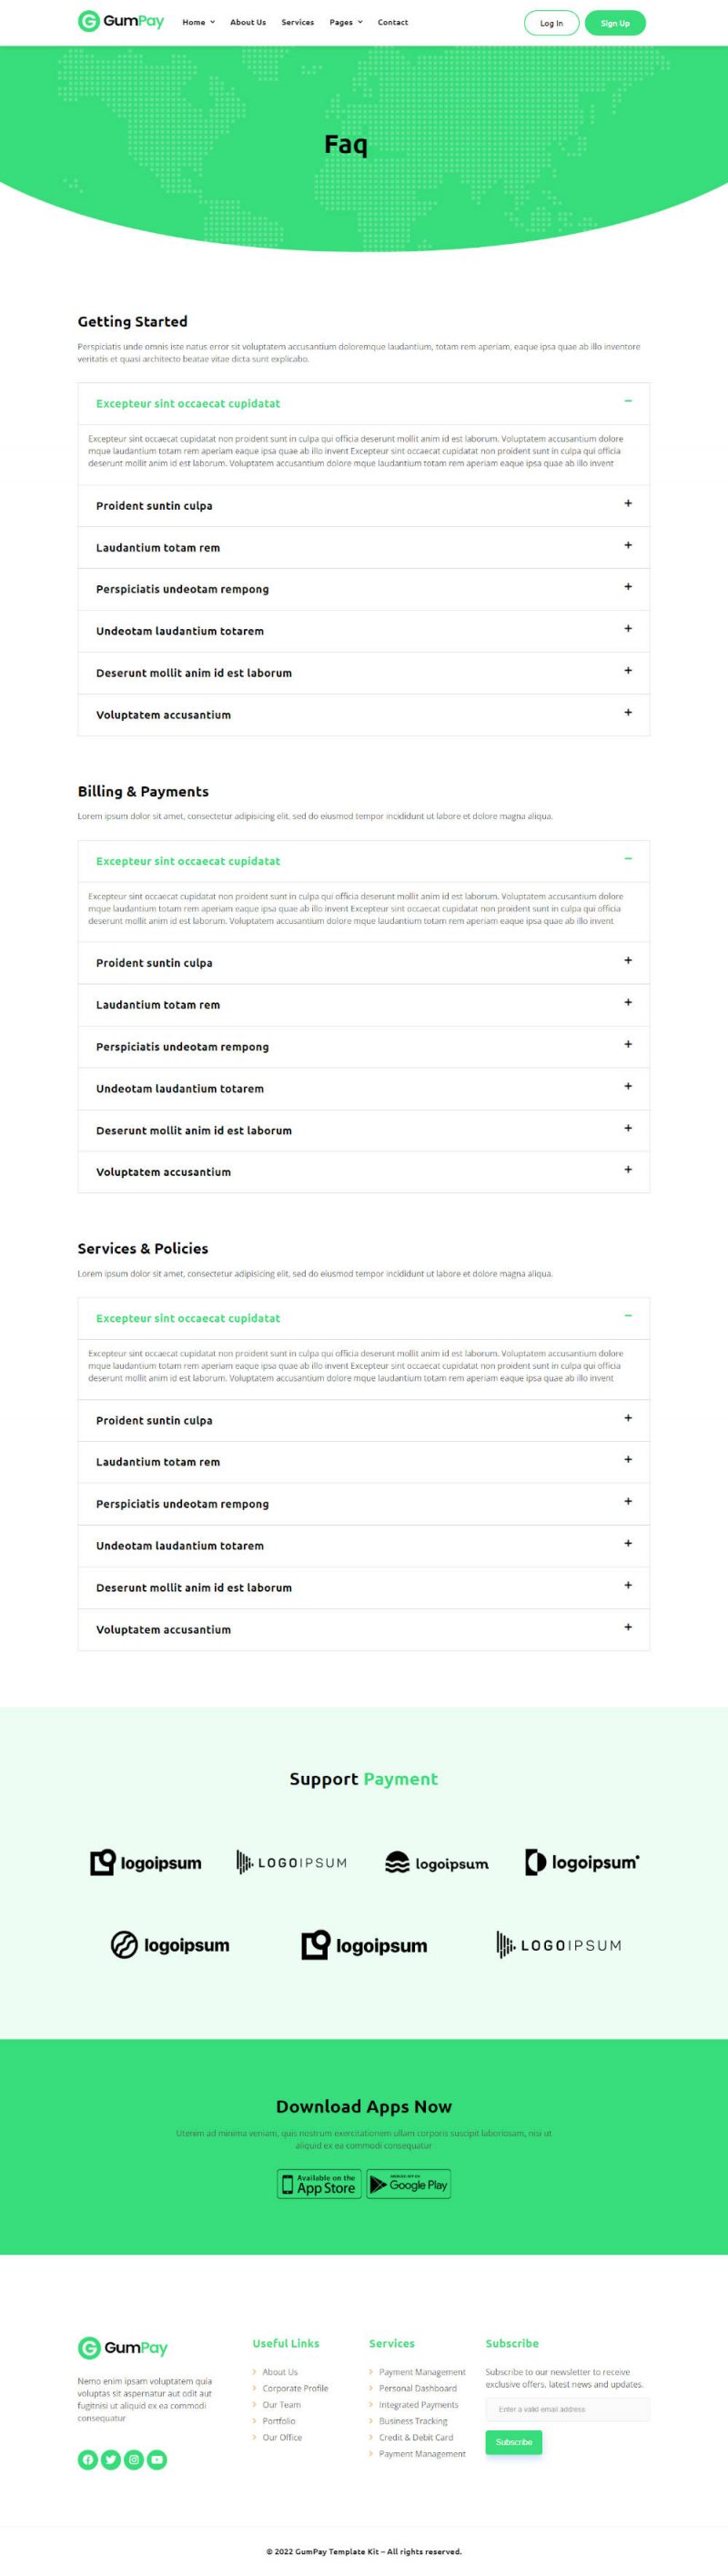 GumPay
Home
About Us
Services
Pages
Contact
Log In
Sign Up
Faq
Getting Started
Perspiciatis unde omnis iste natus error sit voluptatem accusantium doloremque laudantium, totam rem aperiam, eaque ipsa quae ab illo inventore
veritatis et quasi architecto beatae vitae dicta sunt explicabo.
Excepteur sint occaecat cupidatat
Excepteur sint occaecat cupidatat non proident sunt in culpa qui officia deserunt mollit anim id est laborum. Voluptatem accusantium dolore
mque laudantium totam rem aperiam eaque ipsa quae ab illo invent Excepteur sint occaecat cupidatat non proident sunt in culpa qui officia
deserunt mollit anim id est laborum. Voluptatem accusantium dolore mque laudantium totam rem aperiam eaque ipsa quae ab illo invent
Proident suntin culpa
Laudantium totam rem
Perspiciatis undeotam rempong
Undeotam laudantium totarem
Deserunt mollit anim id est laborum
Voluptatem accusantium
Billing & Payments
Lorem ipsum dolor sit amet, consectetur adipisicing elit, sed do eiusmod tempor incididunt ut labore et dolore magna aliqua.
Excepteur sint occaecat cupidatat
Excepteur sint occaecat cupidatat non proident sunt in culpa qui officia deserunt mollit anim id est laborum. Voluptatem accusantium dolore
mque laudantium totam rem aperiam eaque ipsa quae ab illo invent Excepteur sint occaecat cupidatat non proident sunt in culpa qui officia
deserunt mollit anim id est laborum. Voluptatem accusantium dolore mque laudantium totam rem aperiam eaque ipsa quae ab illo invent
Proident suntin culpa
Laudantium totam rem
Perspiciatis undeotam rempong
Undeotam laudantium totarem
Deserunt mollit anim id est laborum
Voluptatem accusantium
Services & Policies
Lorem ipsum dolor sit amet, consectetur adipisicing elit, sed do eiusmod tempor incididunt ut labore et dolore magna aliqua.
Excepteur sint occaecat cupidatat
Excepteur sint occaecat cupidatat non proident sunt in culpa qui officia deserunt mollit anim id est laborum. Voluptatem accusantium dolore
mque laudantium totam rem aperiam eaque ipsa quae ab illo invent Excepteur sint occaecat cupidatat non proident sunt in culpa qui officia
deserunt mollit anim id est laborum. Voluptatem accusantium dolore mque laudantium totam rem aperiam eaque ipsa quae ab illo invent
Proident suntin culpa
Laudantium totam rem
Perspiciatis undeotam rempong
Undeotam laudantium totarem
Deserunt mollit anim id est laborum
Voluptatem accusantium
Support Payment
logoipsum
LOGOIPSUM
logoipsum
logoipsum
logoipsum
logoipsum
LOGOIPSUM
Download Apps Now
Utenim ad minima veniam, quis nostrum exercitationem ullam corporis suscipit laboriosam, nisi ut
aliquid ex ea commodi consequatur
Available on the
App Store
Google Play
GumPay
Nemo enim ipsam voluptatem quia
voluptas sit aspernatur aut odit aut
fugitnisi ut aliquid ex ea commodi
consequatur
Useful Links
About Us
Corporate Profile
Our Team
Portfolio
Our Office
Services
Payment Management
Personal Dashboard
Integrated Payments
Business Tracking
Credit & Debit Card
Payment Management
Subscribe
Subscribe to our newsletter to receive
exclusive offers, latest news and updates.
Enter a valid email address
Subscribe
© 2022 GumPay Template Kit – All rights reserved.